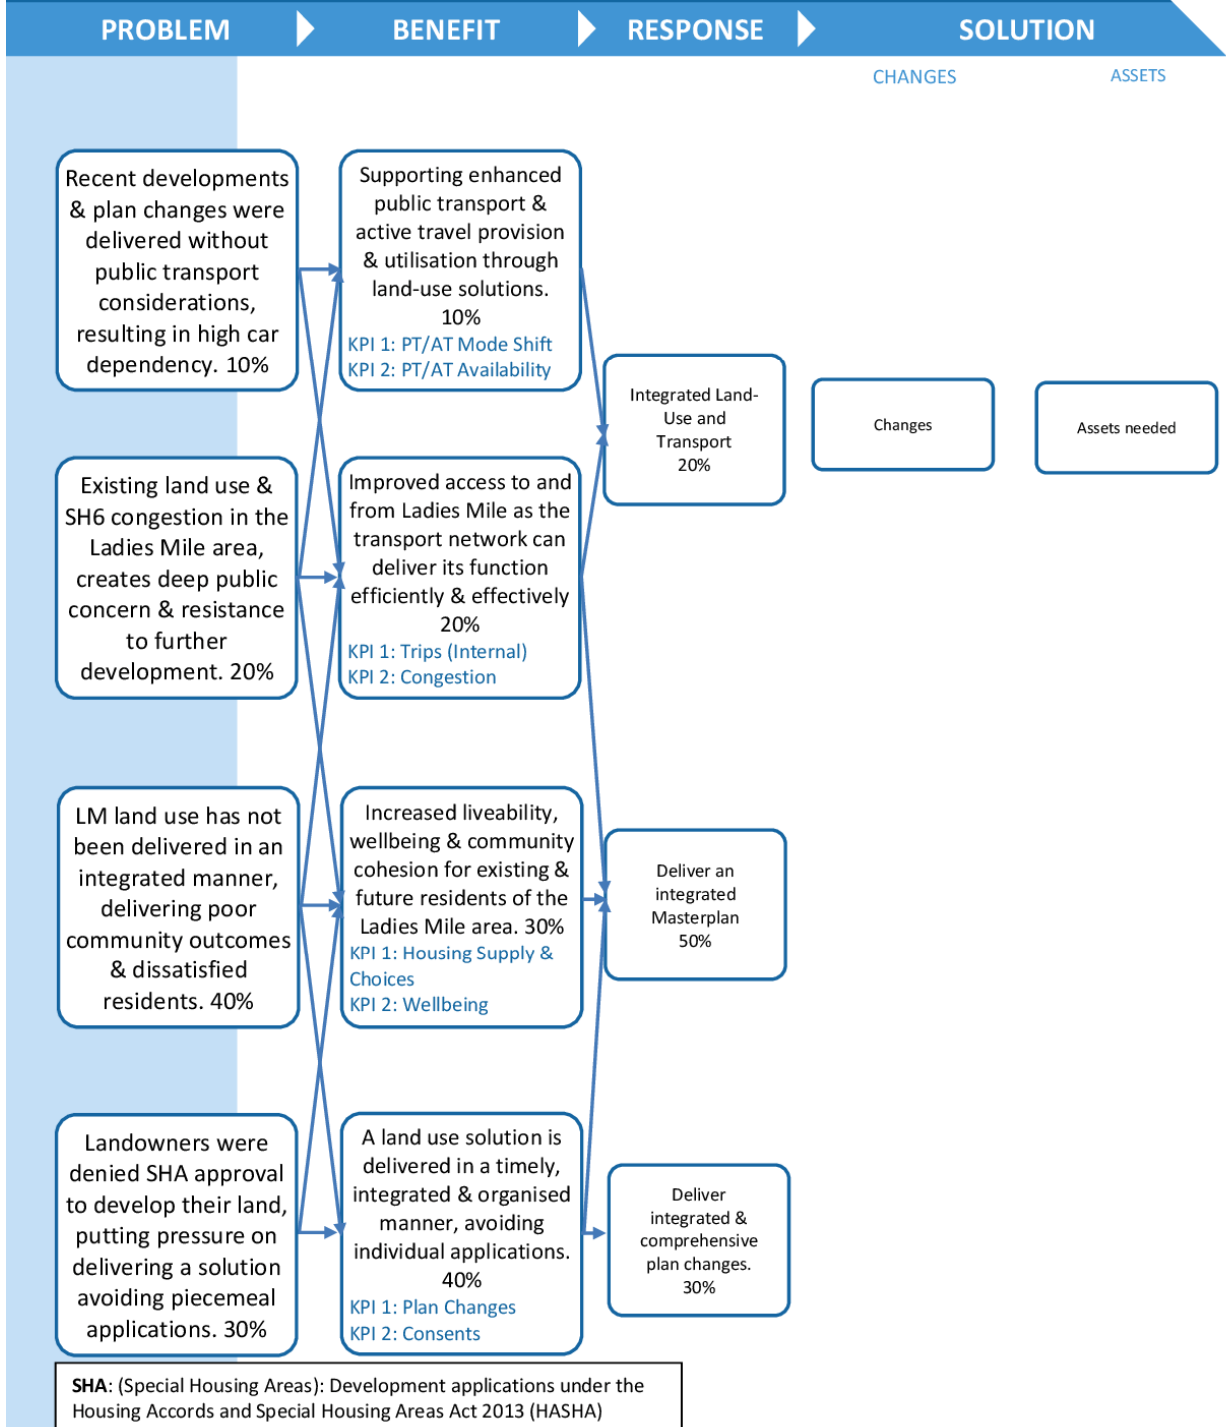 PROBLEM
BENEFIT
RESPONSE
SOLUTION
CHANGES
ASSETS
Recent developments
& plan changes were
delivered without
public transport
considerations,
resulting in high car
dependency. 10%
Supporting enhanced
public transport &
active travel provision
& utilisation through
land-use solutions.
10%
KPI 1: PT/AT Mode Shift
KPI 2: PT/AT Availability
Integrated Land-
Use and
Transport
20%
Changes
Assets needed
Existing land use &
SH6 congestion in the
Ladies Mile area,
creates deep public
concern & resistance
to further
development. 20%
Improved access to and
from Ladies Mile as the
transport network can
deliver its function
efficiently & effectively
20%
KPI 1: Trips (Internal)
KPI 2: Congestion
LM land use has not
been delivered in an
integrated manner,
delivering poor
community outcomes
& dissatisfied
residents. 40%
Increased liveability,
wellbeing & community
cohesion for existing &
future residents of the
Ladies Mile area. 30%
KPI 1: Housing Supply &
Choices
KPI 2: Wellbeing
Deliver an
integrated
Masterplan
50%
Landowners were
denied SHA approval
to develop their land,
putting pressure on
delivering a solution
avoiding piecemeal
applications. 30%
A land use solution is
delivered in a timely,
integrated & organised
manner, avoiding
individual applications.
40%
KPI 1: Plan Changes
KPI 2: Consents
Deliver
integrated &
comprehensive
plan changes.
30%
SHA: (Special Housing Areas): Development applications under the
Housing Accords and Special Housing Areas Act 2013 (HASHA)